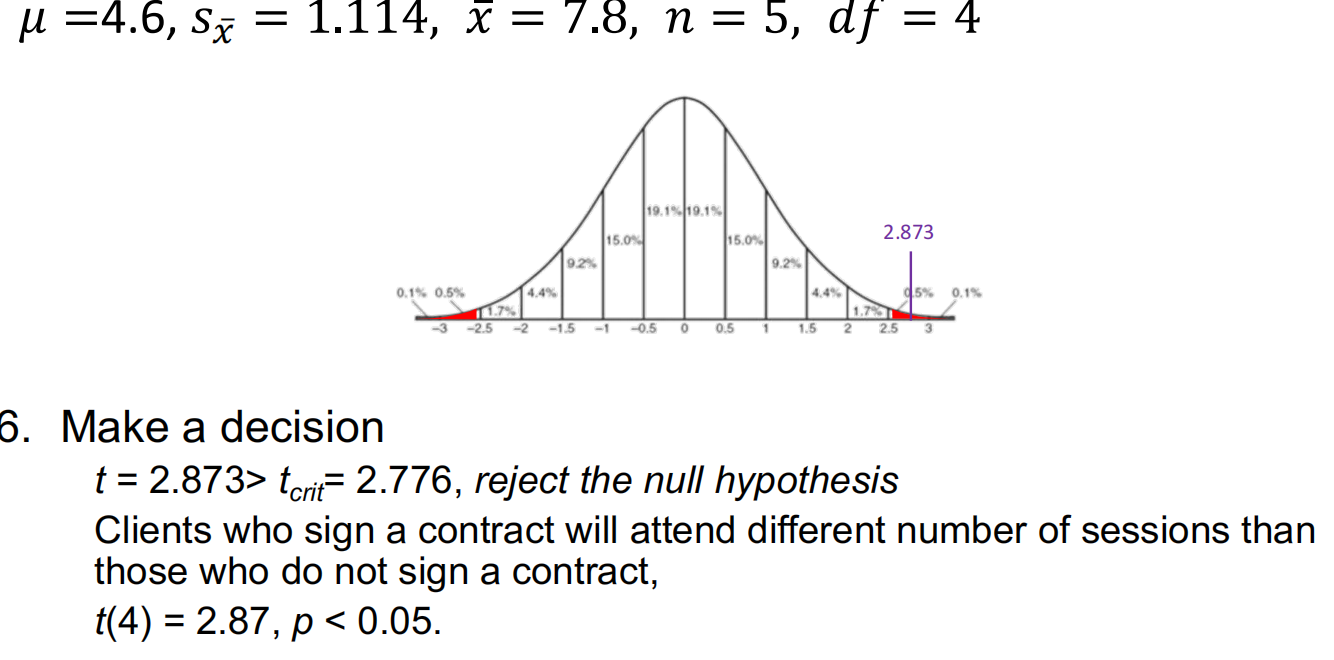 μ =4.6, s_x̄ = 1.114, x̄ = 7.8, n = 5, df = 4
2.873
19.1% 19.1%
15.0% 15.0%
9.2% 9.2%
0.1% 0.5% 1.7% 4.4% 4.4% 1.7% 0.5% 0.1%
−3 −2.5 −2 −1.5 −1 −0.5 0 0.5 1 1.5 2 2.5 3
6. Make a decision
t = 2.873> t_crit= 2.776, reject the null hypothesis
Clients who sign a contract will attend different number of sessions than
those who do not sign a contract,
t(4) = 2.87, p < 0.05.